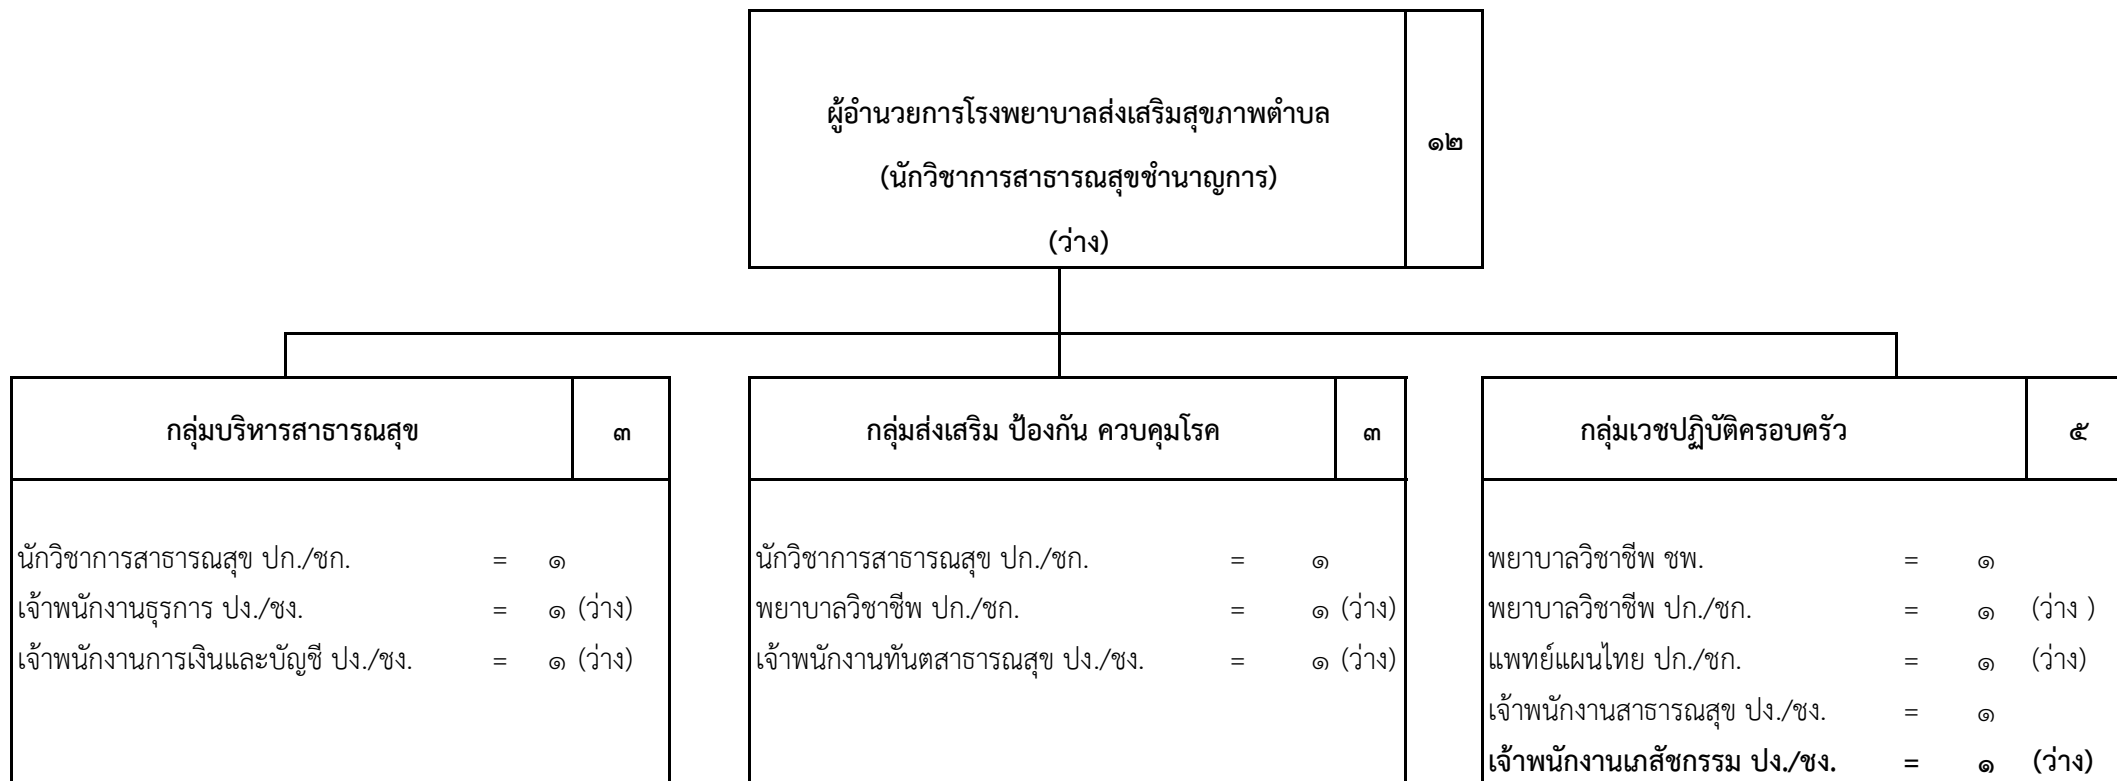 ผู้อำนวยการโรงพยาบาลส่งเสริมสุขภาพตำบล
(นักวิชาการสาธารณสุขชำนาญการ)
(ว่าง)
๑๒
กลุ่มบริหารสาธารณสุข ๓
นักวิชาการสาธารณสุข ปก./ชก. = ๑
เจ้าพนักงานธุรการ ปง./ชง. = ๑ (ว่าง)
เจ้าพนักงานการเงินและบัญชี ปง./ชง. = ๑ (ว่าง)
กลุ่มส่งเสริม ป้องกัน ควบคุมโรค ๓
นักวิชาการสาธารณสุข ปก./ชก. = ๑
พยาบาลวิชาชีพ ปก./ชก. = ๑ (ว่าง)
เจ้าพนักงานทันตสาธารณสุข ปง./ชง. = ๑ (ว่าง)
กลุ่มเวชปฏิบัติครอบครัว ๕
พยาบาลวิชาชีพ ชพ. = ๑
พยาบาลวิชาชีพ ปก./ชก. = ๑ (ว่าง )
แพทย์แผนไทย ปก./ชก. = ๑ (ว่าง)
เจ้าพนักงานสาธารณสุข ปง./ชง. = ๑
เจ้าพนักงานเภสัชกรรม ปง./ชง. = ๑ (ว่าง)